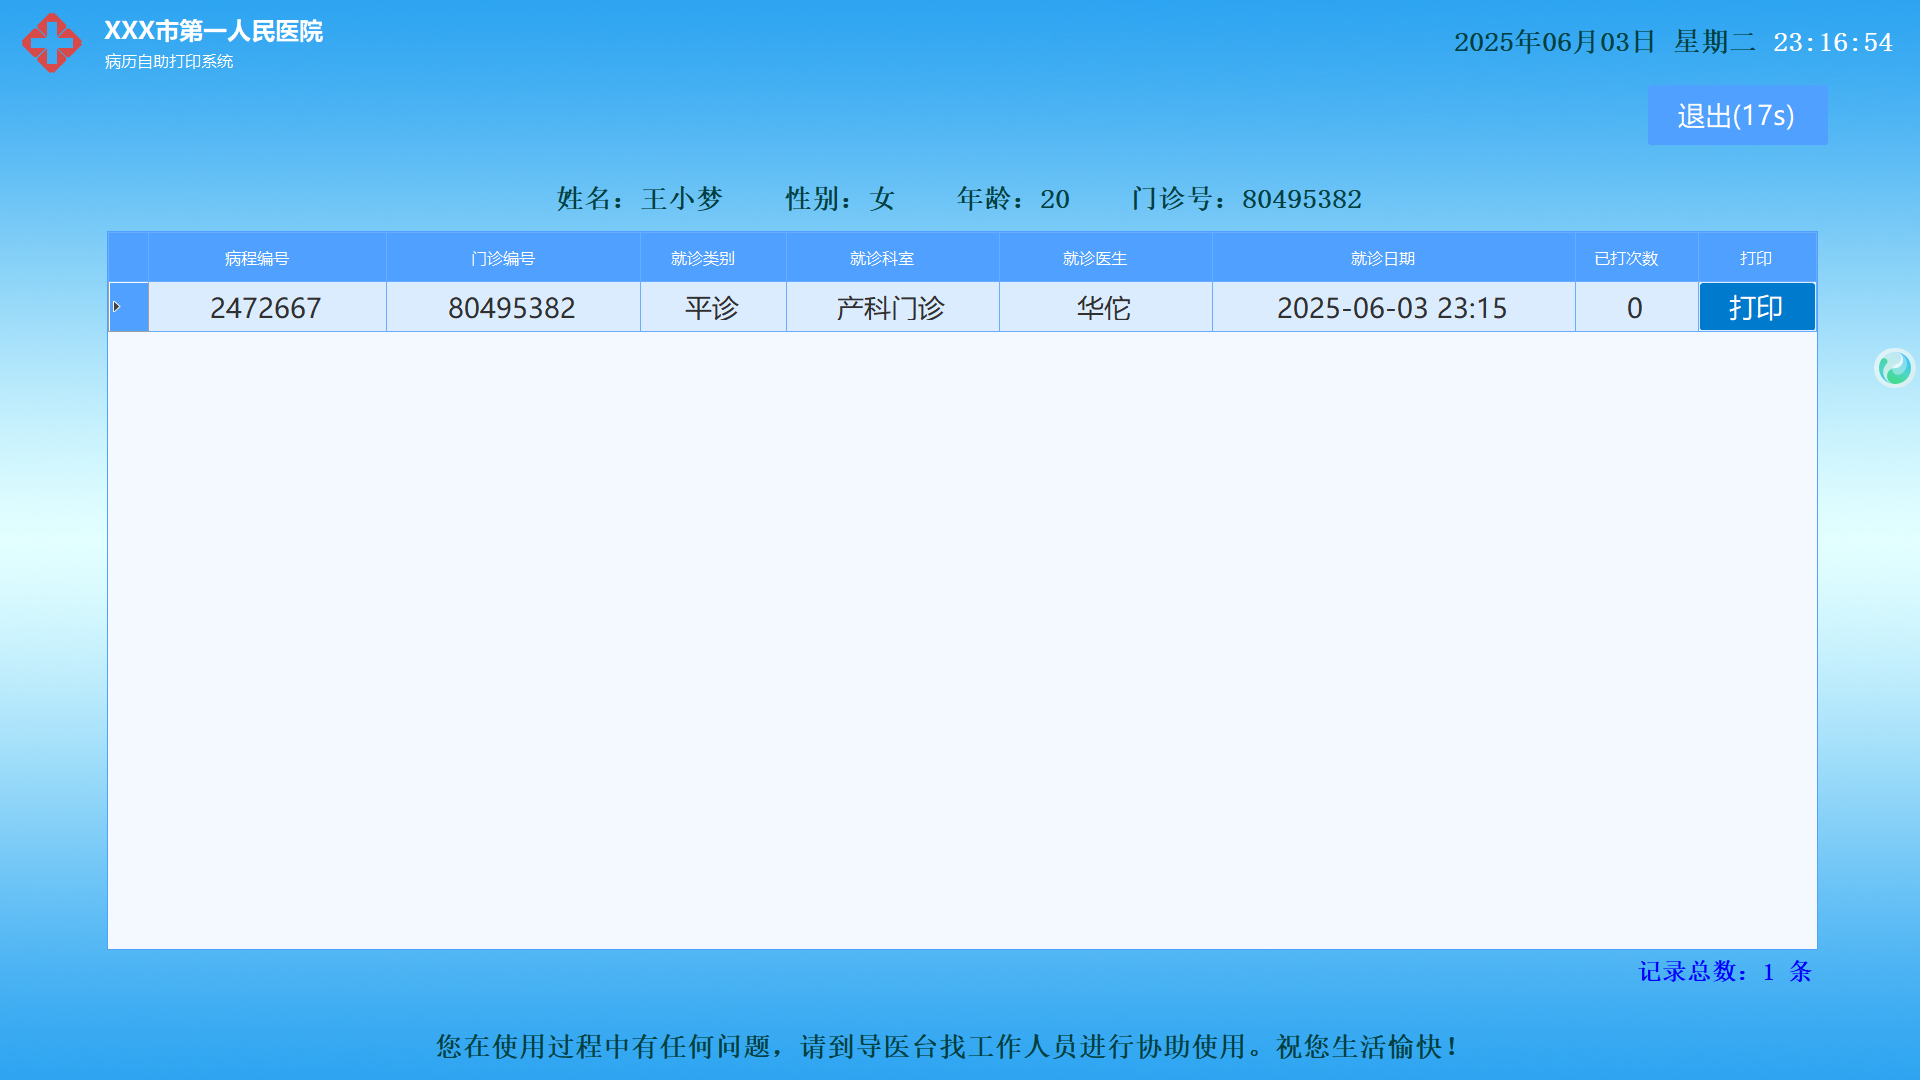 XXX市第一人民医院
病历自助打印系统
2025年06月03日 星期二 23:16:54
退出(17s)
姓名：王小梦 性别：女 年龄：20 门诊号：80495382
病程编号 门诊编号 就诊类别 就诊科室 就诊医生 就诊日期 已打次数 打印
2472667 80495382 平诊 产科门诊 华佗 2025-06-03 23:15 0 打印
记录总数：1 条
您在使用过程中有任何问题，请到导医台找工作人员进行协助使用。祝您生活愉快！